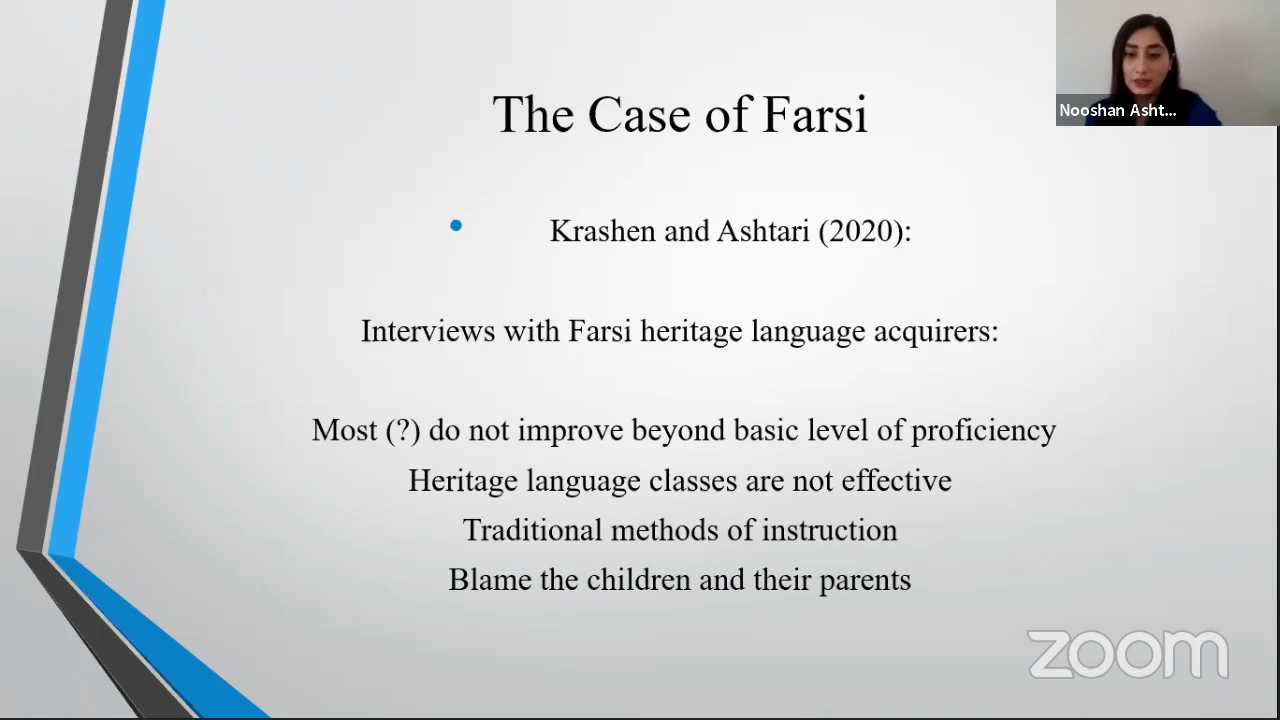 The Case of Farsi
Nooshan Asht...
• Krashen and Ashtari (2020):
Interviews with Farsi heritage language acquirers:
Most (?) do not improve beyond basic level of proficiency
Heritage language classes are not effective
Traditional methods of instruction
Blame the children and their parents
zoom